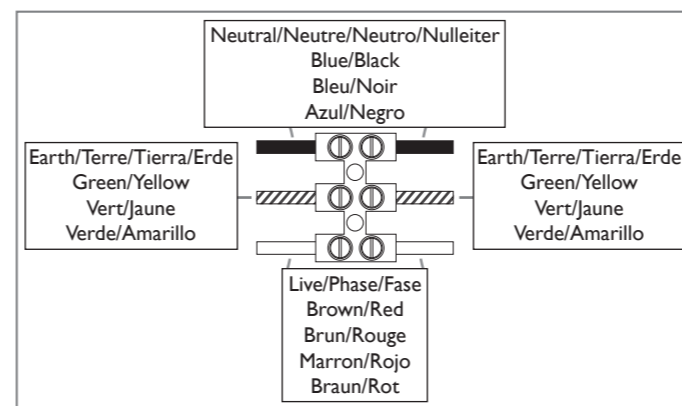 Neutral/Neutre/Neutro/Nulleiter
Blue/Black
Bleu/Noir
Azul/Negro
Earth/Terre/Tierra/Erde
Green/Yellow
Vert/Jaune
Verde/Amarillo
Earth/Terre/Tierra/Erde
Green/Yellow
Vert/Jaune
Verde/Amarillo
Live/Phase/Fase
Brown/Red
Brun/Rouge
Marron/Rojo
Braun/Rot